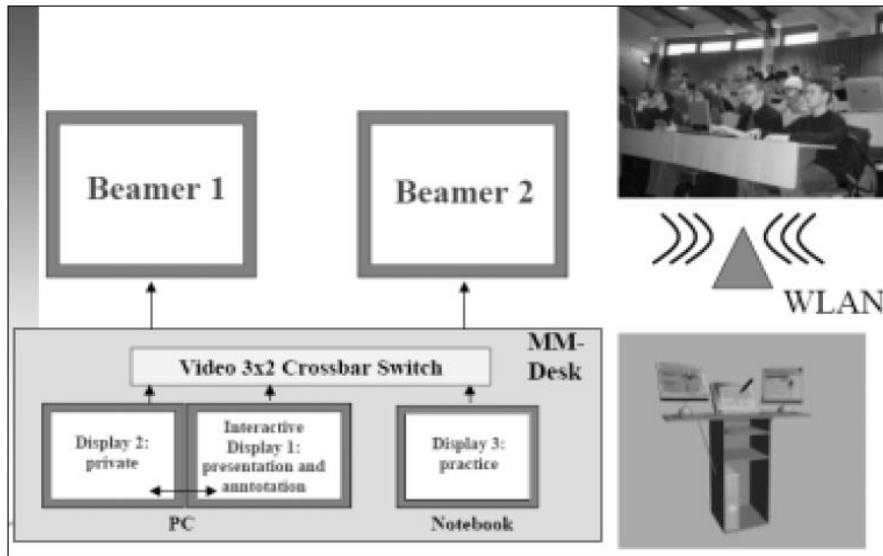 Beamer 1
Beamer 2
WLAN
MM-
Desk
Video 3x2 Crossbar Switch
Display 2:
private
Interactive
Display 1:
presentation and
anntotation
Display 3:
practice
PC
Notebook